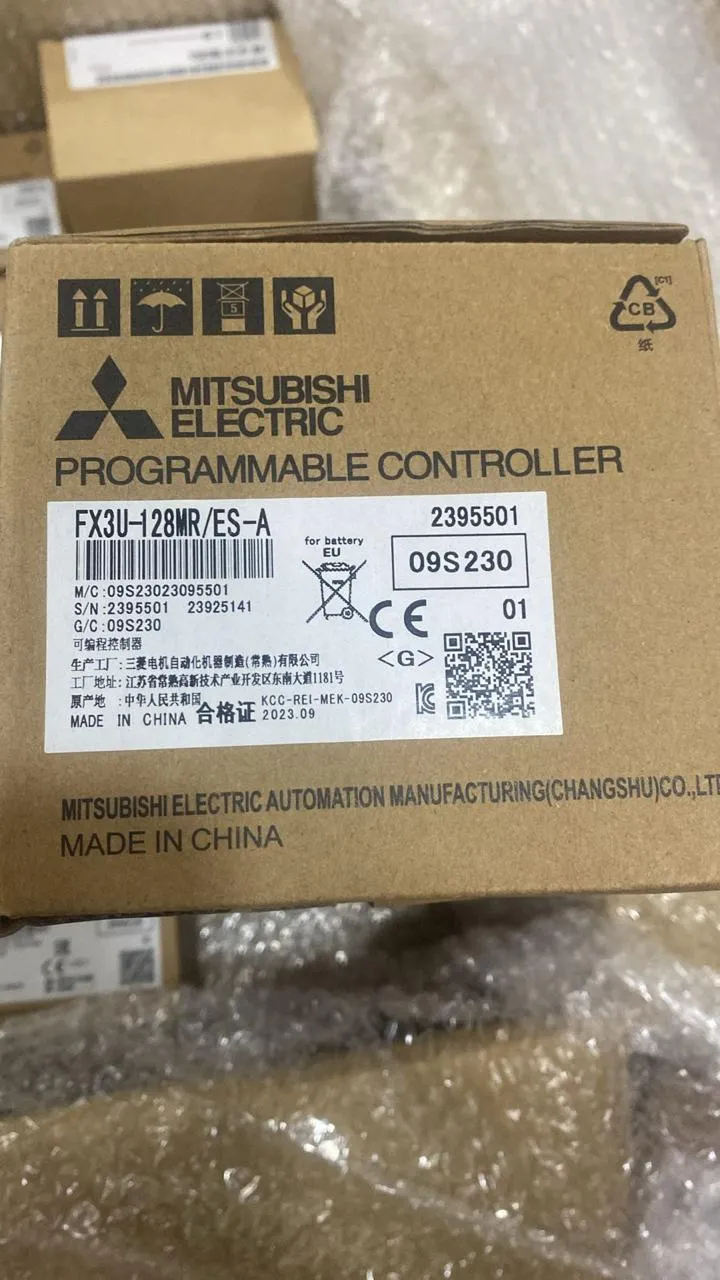 5
[CY]
CB
纸
MITSUBISHI
ELECTRIC
PROGRAMMABLE CONTROLLER
FX3U-128MR/ES-A
2395501
for battery
EU
09S230
M/C:09S23023095501
S/N:2395501 23925141
G/C:09S230
CE
01
<G>
可编程控制器
生产工厂:三菱电机自动化机器制造(常熟)有限公司
工厂地址:江苏省常熟高新技术产业开发区东南大道1181号
原产地 :中华人民共和国
KCC-REI-MEK-09S230
MADE IN CHINA 合格证 2023.09
MITSUBISHI ELECTRIC AUTOMATION MANUFACTURING(CHANGSHU)CO.,LTD
MADE IN CHINA
CE